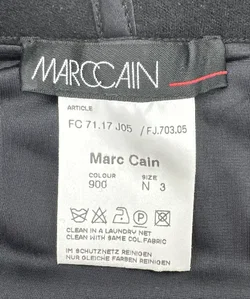 MARCCAIN
ARTICLE
FC 71.17 J05 / FJ.703.05
Marc Cain
COLOUR SIZE
900 N 3
CLEAN IN A LAUNDRY NET
CLEAN WITH SAME COL.FABRIC
IM SCHUTZNETZ REINIGEN
NUR GLEICHE FARBEN REINIGEN